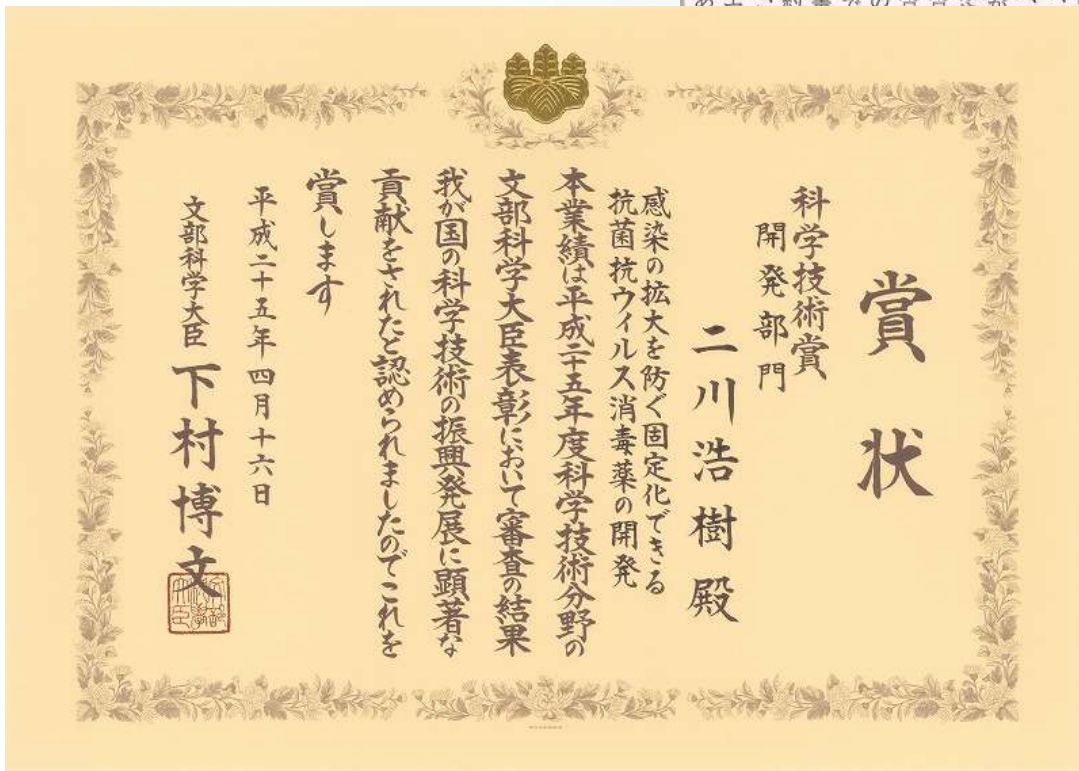 賞状
科学技術賞
開発部門
二川浩樹殿
感染の拡大を防ぐ固定化できる
抗菌抗ウイルス消毒薬の開発
本業績は平成二十五年度科学技術分野の
文部科学大臣表彰において審査の結果
我が国の科学技術の振興発展に顕著な
貢献をされたと認められましたのでこれを
賞します
平成二十五年四月十六日
文部科学大臣 下村博文